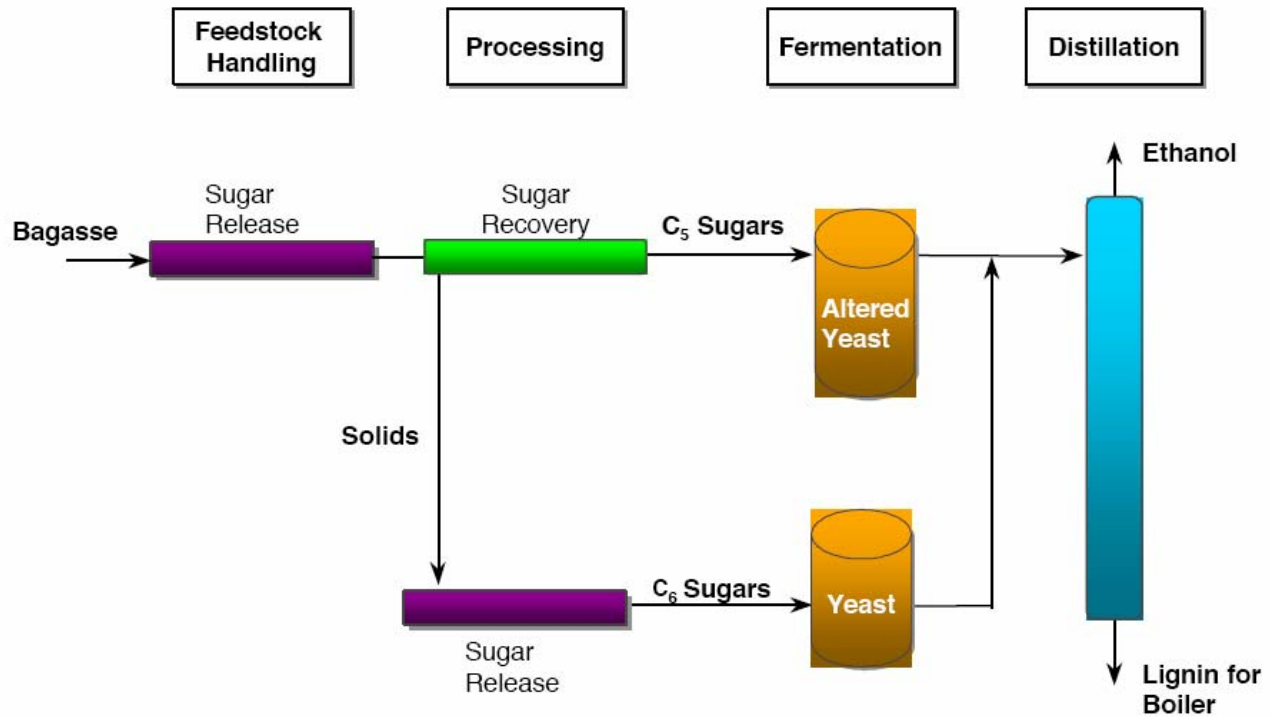 Feedstock
Handling
Processing
Fermentation
Distillation
Ethanol
Sugar
Release
Sugar
Recovery
C₅ Sugars
Bagasse
Altered
Yeast
Solids
C₆ Sugars
Yeast
Sugar
Release
Lignin for
Boiler